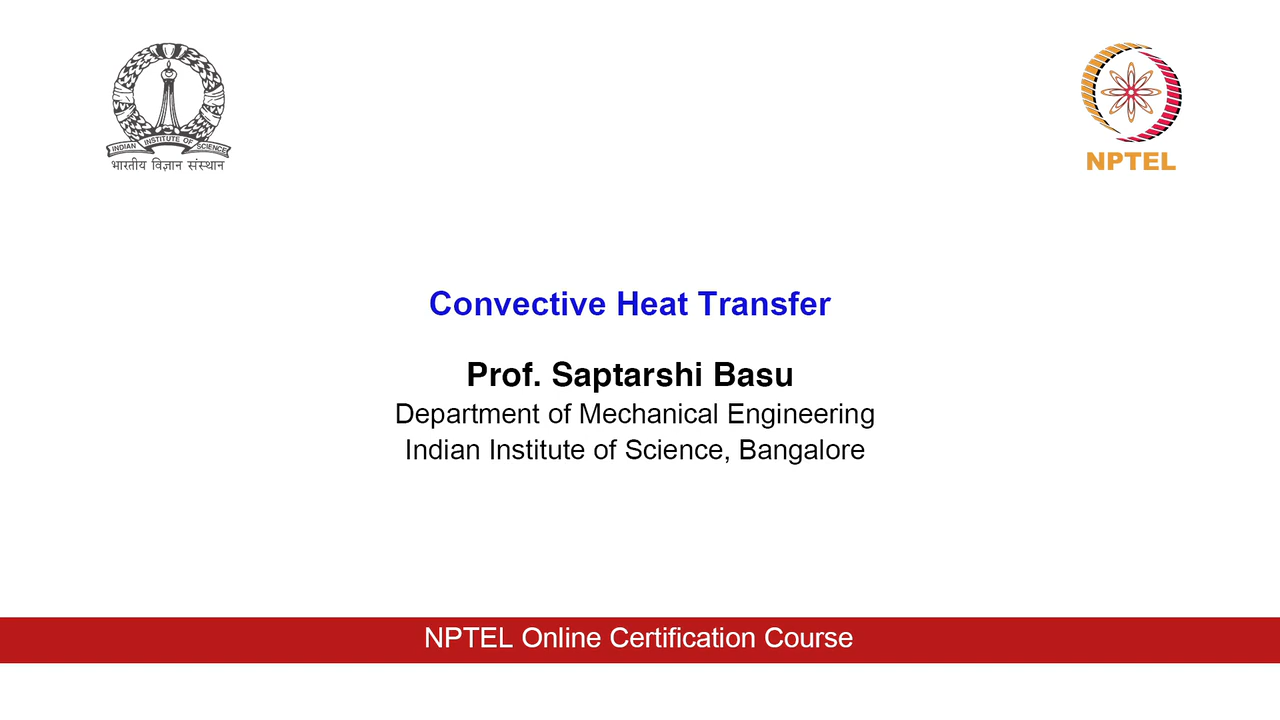 INDIAN INSTITUTE OF SCIENCE
भारतीय विज्ञान संस्थान
NPTEL
Convective Heat Transfer
Prof. Saptarshi Basu
Department of Mechanical Engineering
Indian Institute of Science, Bangalore
NPTEL Online Certification Course